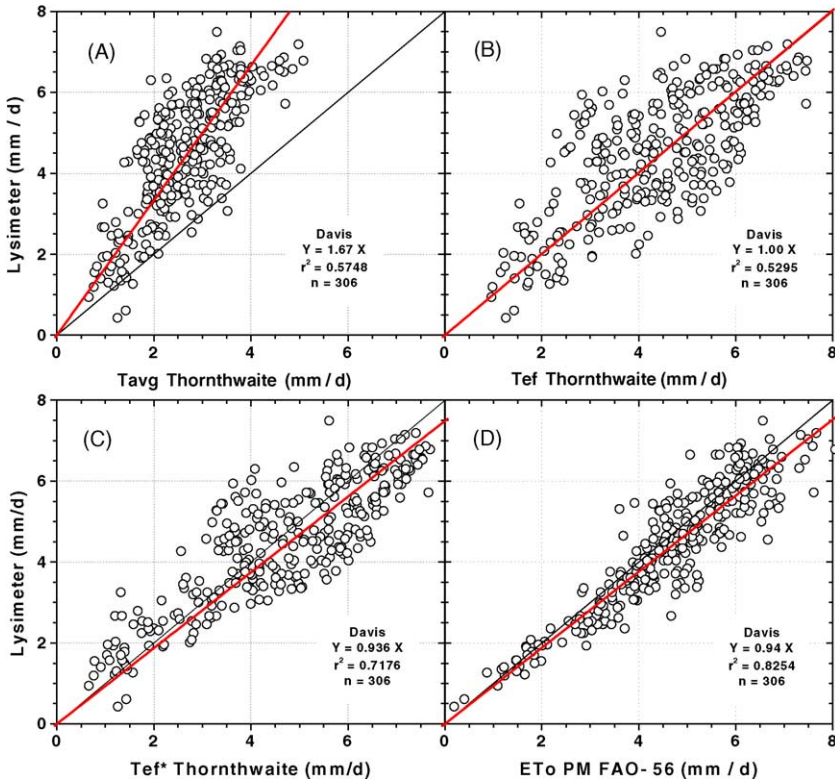 8
(A)
(B)
6
Lysimeter (mm / d)
4
2
0
Davis
Y = 1.67 X
r² = 0.5748
n = 306
Davis
Y = 1.00 X
r² = 0.5295
n = 306
0 2 4 6 0 2 4 6 8
Tavg Thornthwaite (mm / d)
Tef Thornthwaite (mm / d)
8
(C)
(D)
6
Lysimeter (mm/d)
4
2
0
Davis
Y = 0.936 X
r² = 0.7176
n = 306
Davis
Y = 0.94 X
r² = 0.8254
n = 306
0 2 4 6 0 2 4 6 8
Tef* Thornthwaite (mm/d)
ETo PM FAO- 56 (mm / d)